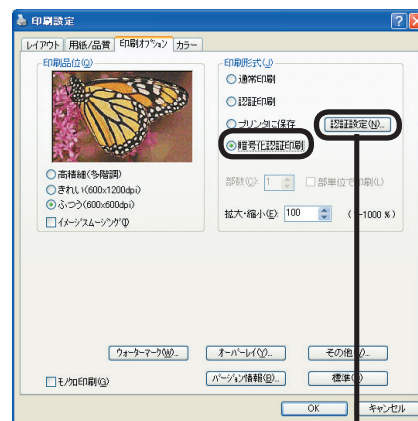 印刷設定
レイアウト 用紙/品質 印刷オプション カラー
印刷品位(Q)
高精細(多階調)
きれい(600x1200dpi)
ふつう(600x600dpi)
イメージスムージング(I)
印刷形式(J)
通常印刷
認証印刷
プリンタに保存 認証設定(N)...
暗号化認証印刷
部数(C): 1 部単位で印刷(L)
拡大・縮小(E): 100 -1000 %)
ウォーターマーク(W)... オーバーレイ(Y)... その他
モノクロ印刷(G) バージョン情報(B)... 標準
OK キャンセル